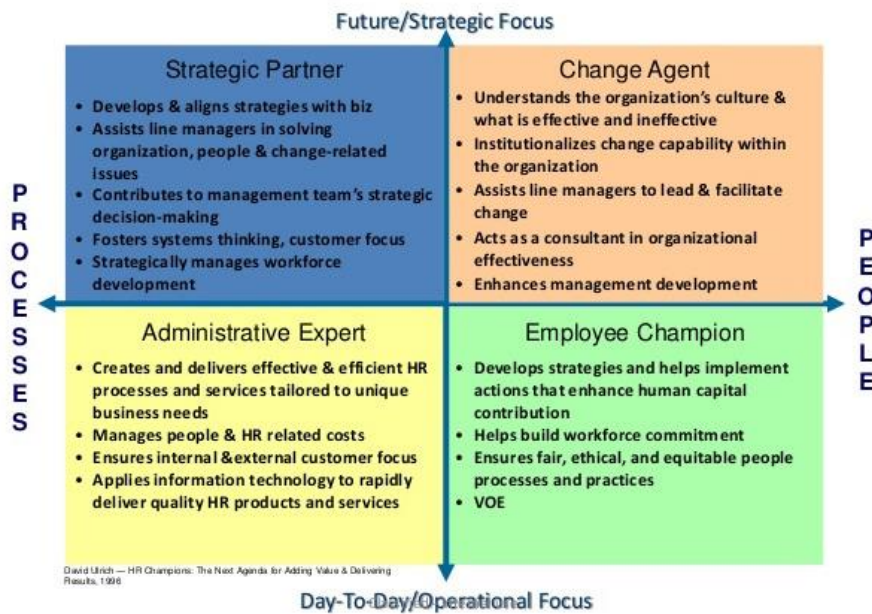 Future/Strategic Focus
Strategic Partner
• Develops & aligns strategies with biz
• Assists line managers in solving
organization, people & change-related
issues
• Contributes to management team's strategic
decision-making
• Fosters systems thinking, customer focus
• Strategically manages workforce
development
Change Agent
• Understands the organization's culture &
what is effective and ineffective
• Institutionalizes change capability within
the organization
• Assists line managers to lead & facilitate
change
• Acts as a consultant in organizational
effectiveness
• Enhances management development
PROCESSES
PEOPLE
Administrative Expert
• Creates and delivers effective & efficient HR
processes and services tailored to unique
business needs
• Manages people & HR related costs
• Ensures internal &external customer focus
• Applies information technology to rapidly
deliver quality HR products and services
Employee Champion
• Develops strategies and helps implement
actions that enhance human capital
contribution
• Helps build workforce commitment
• Ensures fair, ethical, and equitable people
processes and practices
• VOE
David Ulrich — HR Champions: The Next Agenda for Adding Value & Delivering
Results, 1996
Day-To-Day/Operational Focus